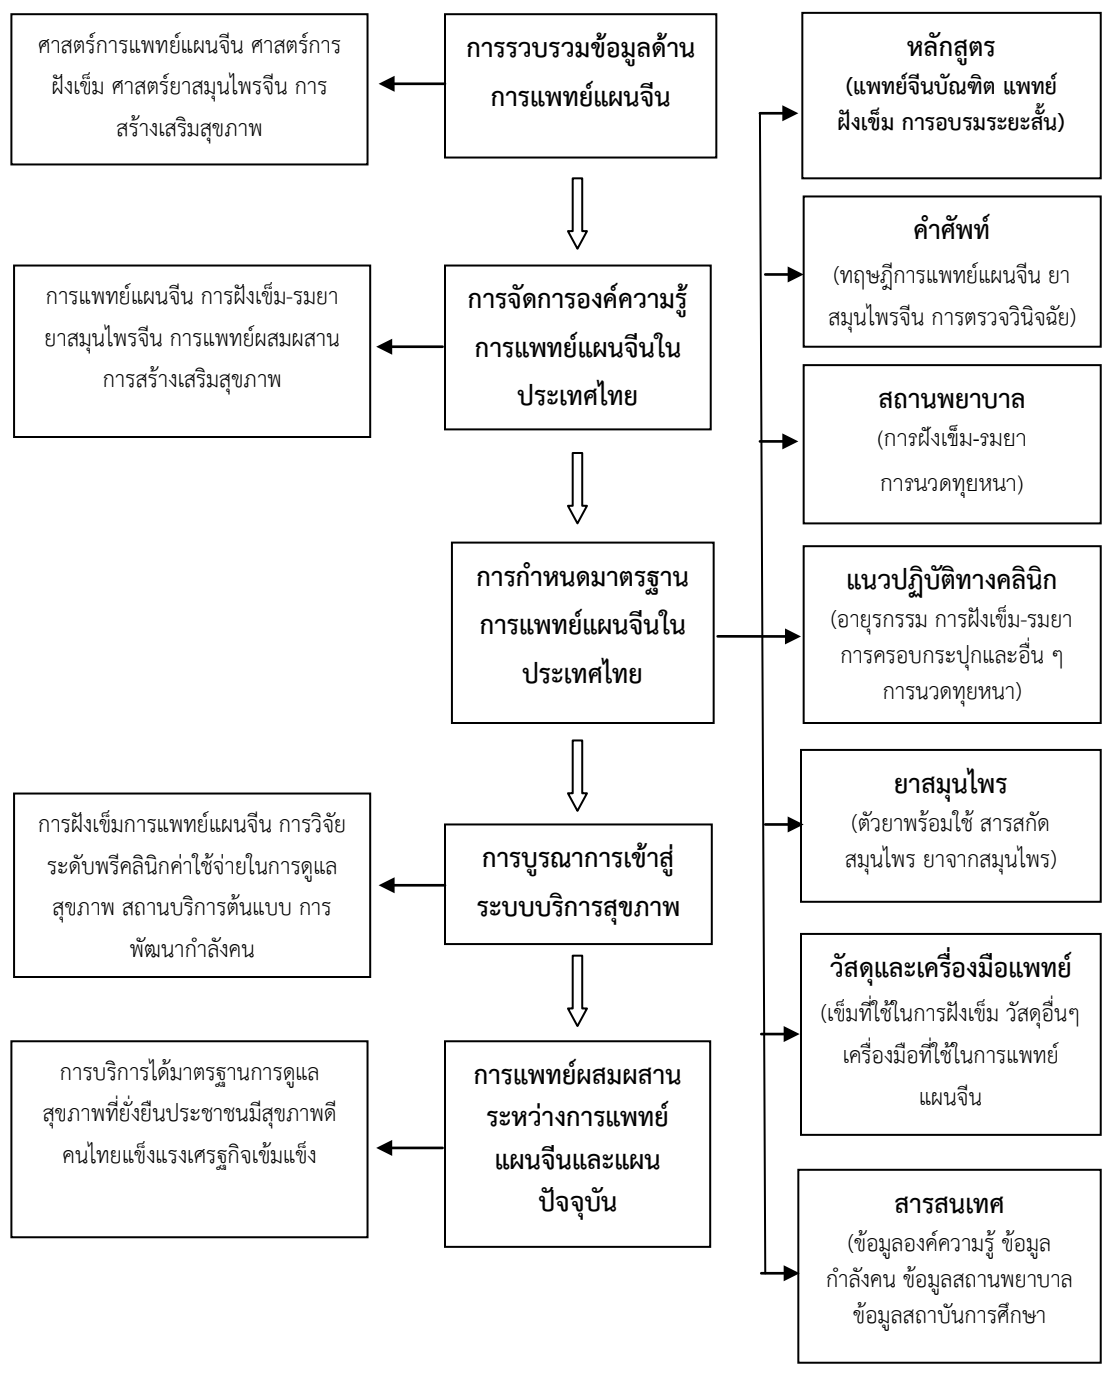 ศาสตร์การแพทย์แผนจีน ศาสตร์การ
ฝังเข็ม ศาสตร์ยาสมุนไพรจีน การ
สร้างเสริมสุขภาพ
การรวบรวมข้อมูลด้าน
การแพทย์แผนจีน
การแพทย์แผนจีน การฝังเข็ม-รมยา
ยาสมุนไพรจีน การแพทย์ผสมผสาน
การสร้างเสริมสุขภาพ
การจัดการองค์ความรู้
การแพทย์แผนจีนใน
ประเทศไทย
การกำหนดมาตรฐาน
การแพทย์แผนจีนใน
ประเทศไทย
การฝังเข็มการแพทย์แผนจีน การวิจัย
ระดับพรีคลินิกค่าใช้จ่ายในการดูแล
สุขภาพ สถานบริการต้นแบบ การ
พัฒนากำลังคน
การบูรณาการเข้าสู่
ระบบบริการสุขภาพ
การบริการได้มาตรฐานการดูแล
สุขภาพที่ยั่งยืนประชาชนมีสุขภาพดี
คนไทยแข็งแรงเศรฐกิจเข้มแข็ง
การแพทย์ผสมผสาน
ระหว่างการแพทย์
แผนจีนและแผน
ปัจจุบัน
หลักสูตร
(แพทย์จีนบัณฑิต แพทย์
ฝังเข็ม การอบรมระยะสั้น)
คำศัพท์
(ทฤษฎีการแพทย์แผนจีน ยา
สมุนไพรจีน การตรวจวินิจฉัย)
สถานพยาบาล
(การฝังเข็ม-รมยา
การนวดทุยหนา)
แนวปฏิบัติทางคลินิก
(อายุรกรรม การฝังเข็ม-รมยา
การครอบกระปุกและอื่น ๆ
การนวดทุยหนา)
ยาสมุนไพร
(ตัวยาพร้อมใช้ สารสกัด
สมุนไพร ยาจากสมุนไพร)
วัสดุและเครื่องมือแพทย์
(เข็มที่ใช้ในการฝังเข็ม วัสดุอื่นๆ
เครื่องมือที่ใช้ในการแพทย์
แผนจีน
สารสนเทศ
(ข้อมูลองค์ความรู้ ข้อมูล
กำลังคน ข้อมูลสถานพยาบาล
ข้อมูลสถาบันการศึกษา